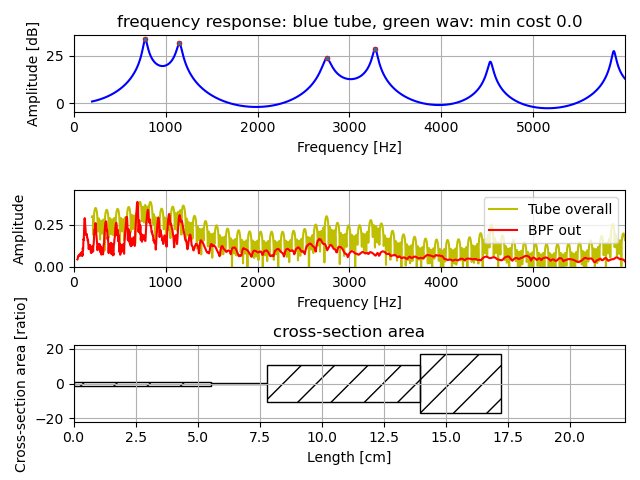 frequency response: blue tube, green wav: min cost 0.0
Amplitude [dB]
25
0
0 1000 2000 3000 4000 5000
Frequency [Hz]
Amplitude
0.25
0.00
Tube overall
BPF out
0 1000 2000 3000 4000 5000
Frequency [Hz]
cross-section area
Cross-section area [ratio]
20
0
−20
0.0 2.5 5.0 7.5 10.0 12.5 15.0 17.5 20.0
Length [cm]